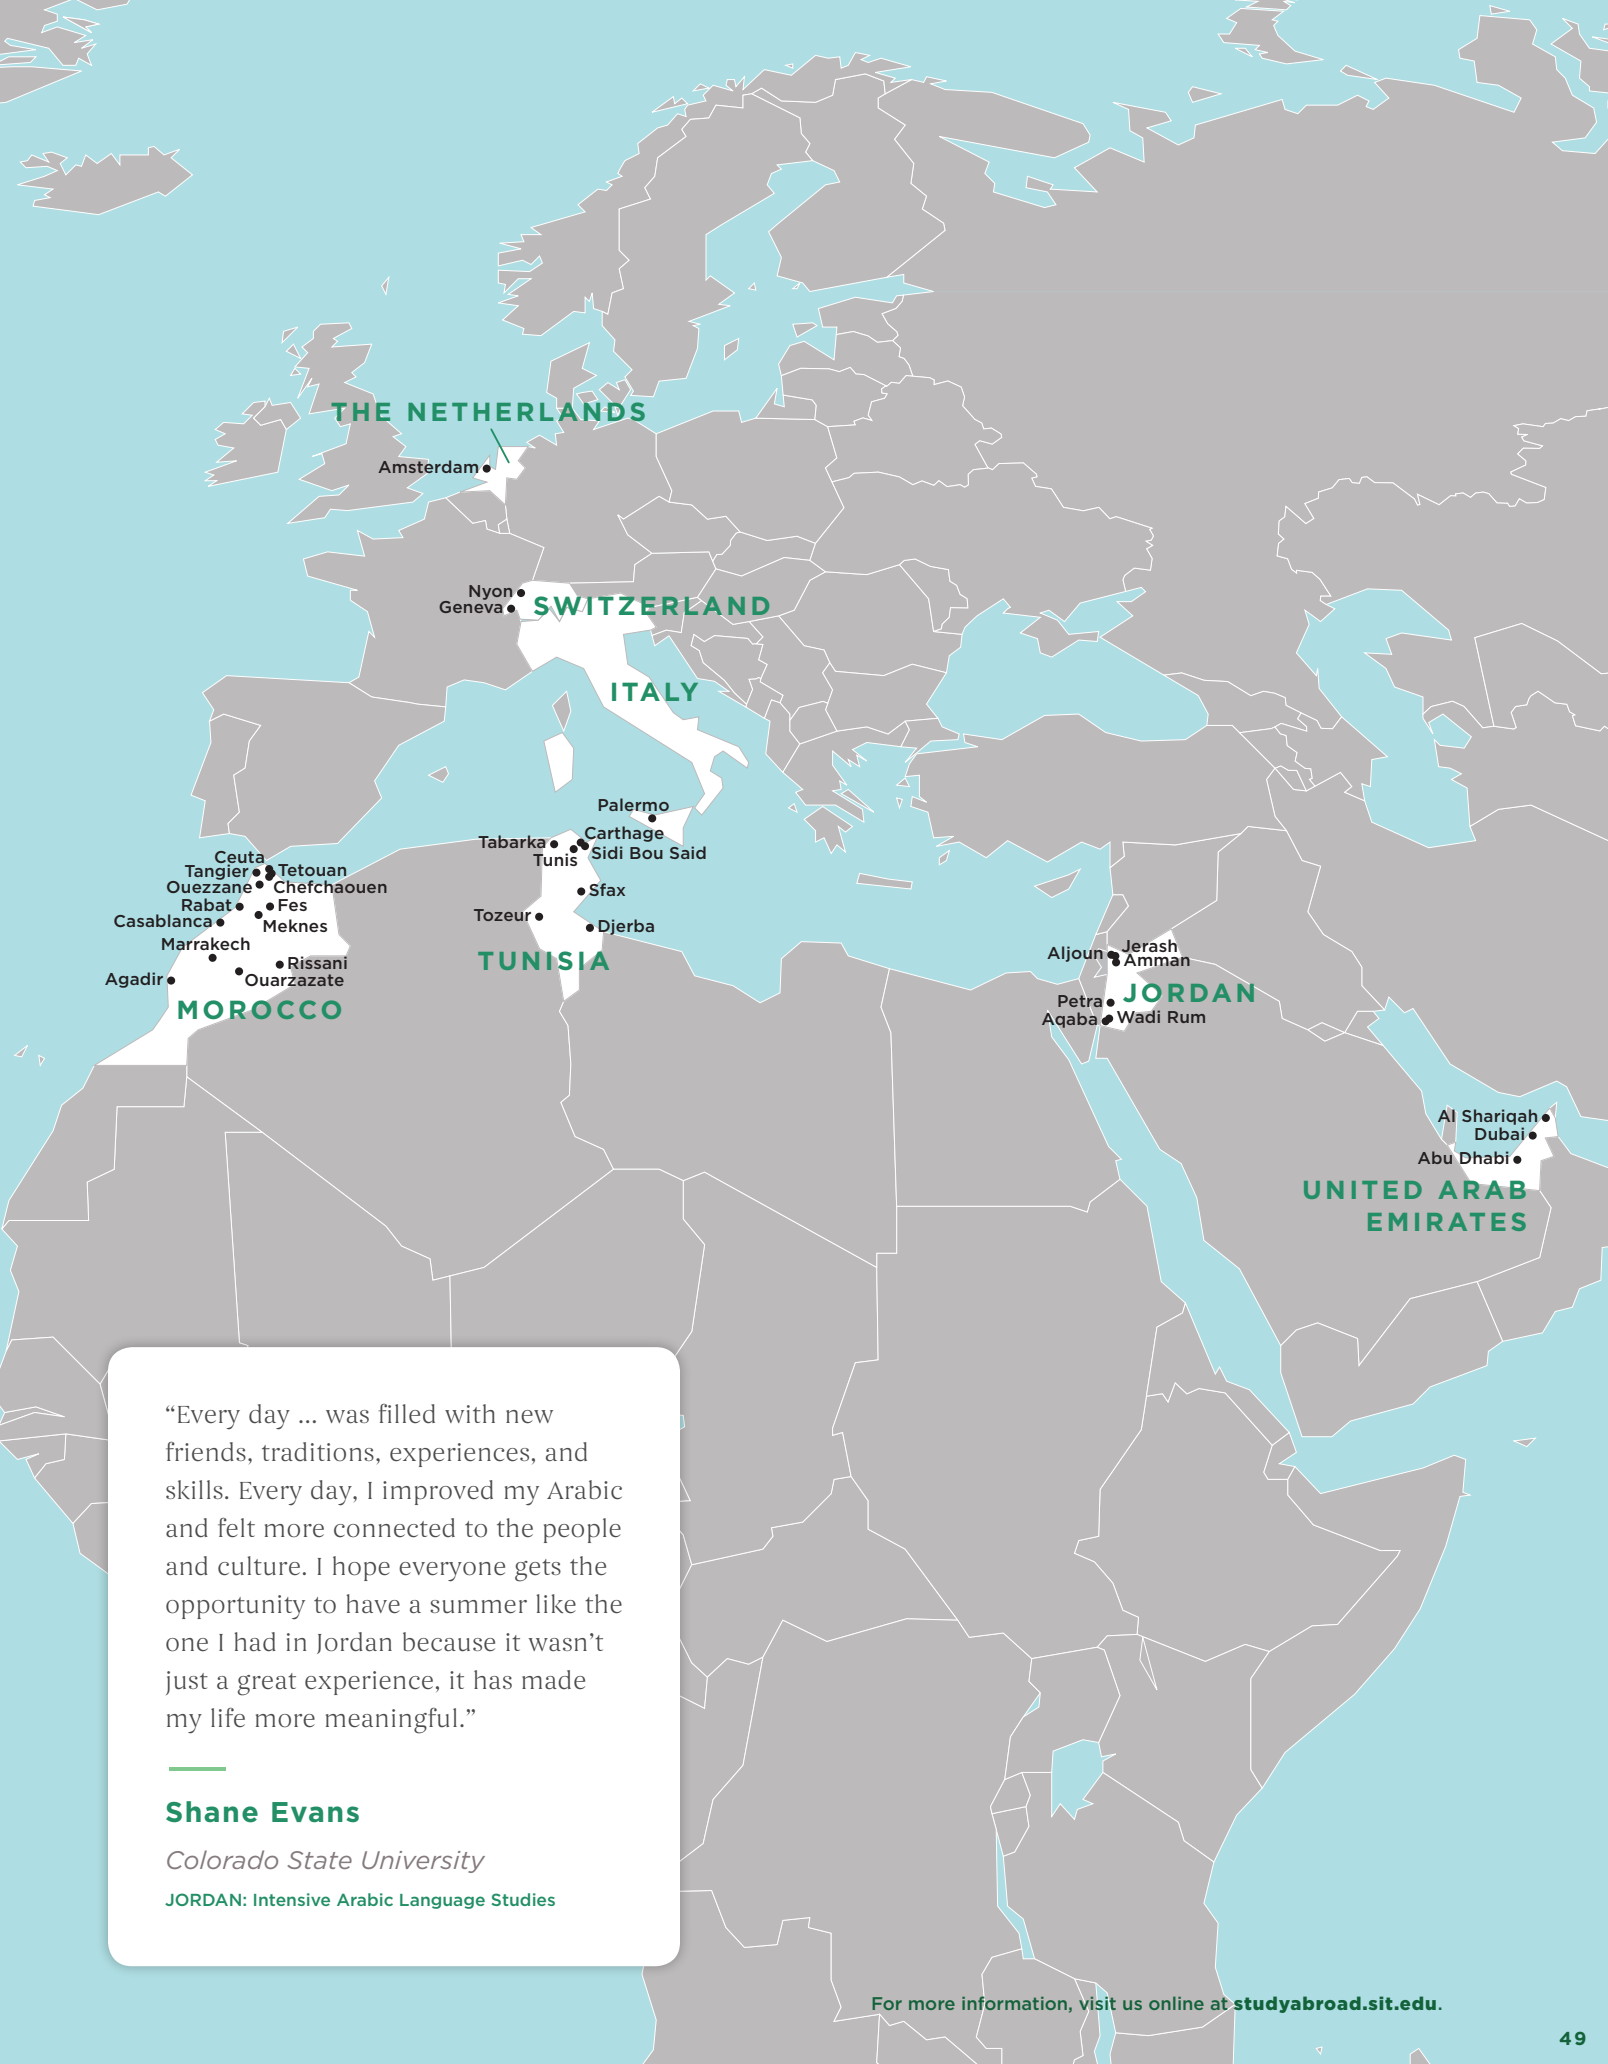 THE NETHERLANDS
Amsterdam
Nyon
Geneva
SWITZERLAND
ITALY
Palermo
Tabarka
Carthage
Tunis
Sidi Bou Said
Sfax
Tozeur
Djerba
TUNISIA
Ceuta
Tangier
Tetouan
Ouezzane
Chefchaouen
Rabat
Fes
Casablanca
Meknes
Marrakech
Rissani
Agadir
Ouarzazate
MOROCCO
Aljoun
Jerash
Amman
JORDAN
Petra
Aqaba
Wadi Rum
Al Shariqah
Dubai
Abu Dhabi
UNITED ARAB
EMIRATES
“Every day ... was filled with new
friends, traditions, experiences, and
skills. Every day, I improved my Arabic
and felt more connected to the people
and culture. I hope everyone gets the
opportunity to have a summer like the
one I had in Jordan because it wasn’t
just a great experience, it has made
my life more meaningful.”
Shane Evans
Colorado State University
JORDAN: Intensive Arabic Language Studies
For more information, visit us online at studyabroad.sit.edu.
49